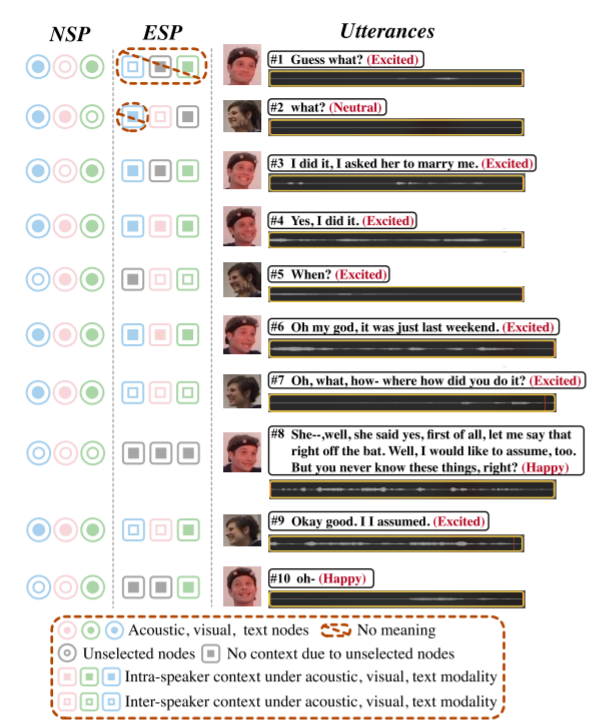 NSP ESP Utterances
#1 Guess what? (Excited)
#2 what? (Neutral)
#3 I did it, I asked her to marry me. (Excited)
#4 Yes, I did it. (Excited)
#5 When? (Excited)
#6 Oh my god, it was just last weekend. (Excited)
#7 Oh, what, how- where how did you do it? (Excited)
#8 She--,well, she said yes, first of all, let me say that
right off the bat. Well, I would like to assume, too.
But you never know these things, right? (Happy)
#9 Okay good. I I assumed. (Excited)
#10 oh- (Happy)
Acoustic, visual, text nodes No meaning
Unselected nodes No context due to unselected nodes
Intra-speaker context under acoustic, visual, text modality
Inter-speaker context under acoustic, visual, text modality